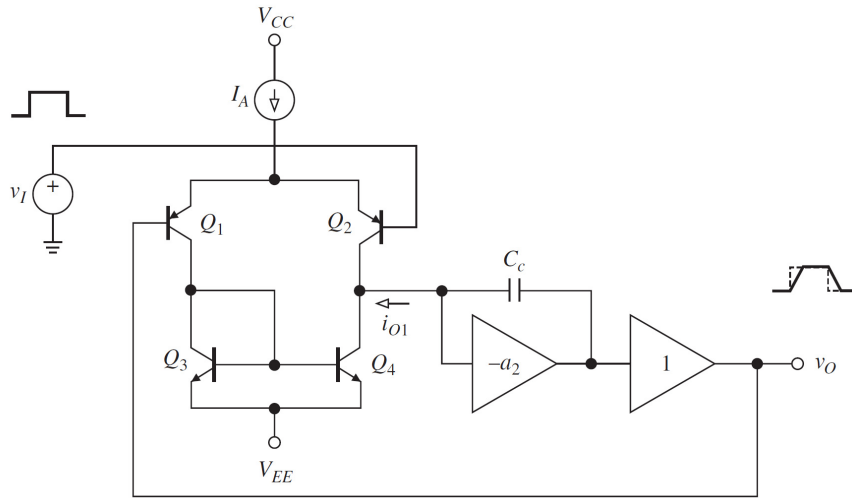 V_CC
I_A
v_I
+
Q_1
Q_2
C_c
i_O1
Q_3
Q_4
−a_2
1
v_O
V_EE